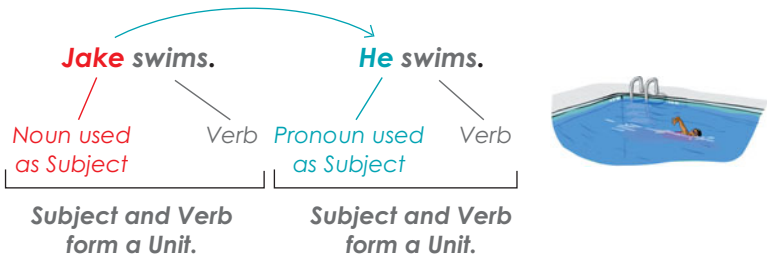 Jake swims. He swims.
Noun used as Subject Verb Pronoun used as Subject Verb
Subject and Verb form a Unit. Subject and Verb form a Unit.